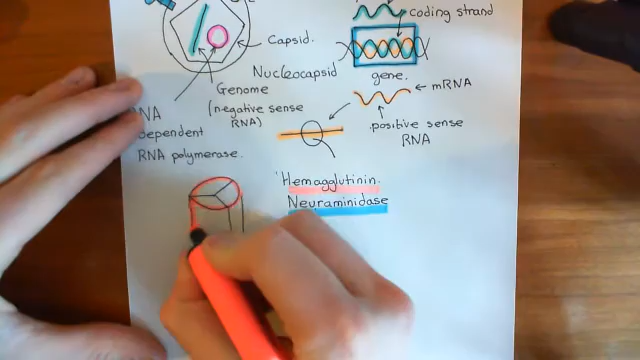 coding strand
Capsid.
Nucleocapsid
gene.
Genome
(negative sense
RNA)
mRNA
positive sense
RNA
dependent
RNA polymerase.
Hemagglutinin.
Neuraminidase